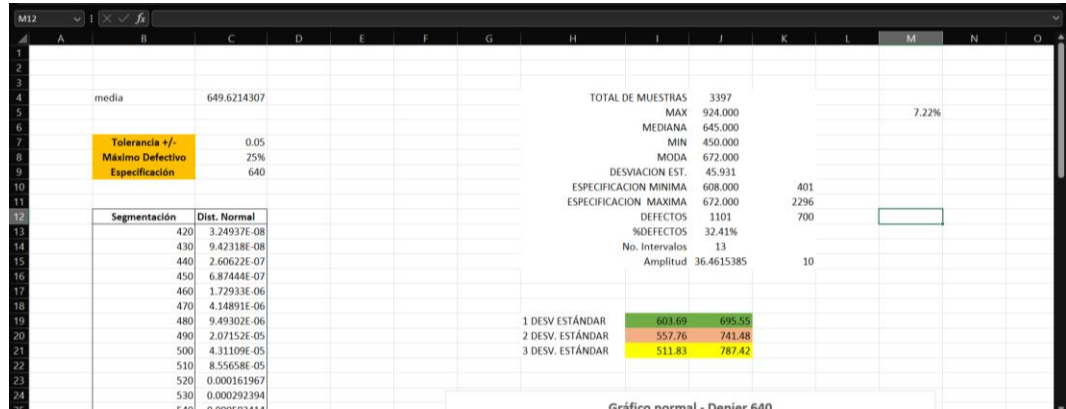 M12 fx
A B C D E F G H I J K L M N O
1
2
3
4 media 649.6214307 TOTAL DE MUESTRAS 3397
5 MAX 924.000 7.22%
6 MEDIANA 645.000
7 Tolerancia +/- 0.05 MIN 450.000
8 Máximo Defectivo 25% MODA 672.000
9 Especificación 640 DESVIACION EST. 45.931
10 ESPECIFICACION MINIMA 608.000 401
11 ESPECIFICACION MAXIMA 672.000 2296
12 Segmentación Dist. Normal DEFECTOS 1101 700
13 420 3.24937E-08 %DEFECTOS 32.41%
14 430 9.42318E-08 No. Intervalos 13
15 440 2.60622E-07 Amplitud 36.4615385 10
16 450 6.87444E-07
17 460 1.72933E-06
18 470 4.14891E-06
19 480 9.49302E-06 1 DESV ESTÁNDAR 603.69 695.55
20 490 2.07152E-05 2 DESV. ESTÁNDAR 557.76 741.48
21 500 4.31109E-05 3 DESV. ESTÁNDAR 511.83 787.42
22 510 8.55658E-05
23 520 0.000161967
24 530 0.000292394
Gráfico normal - Denier 640